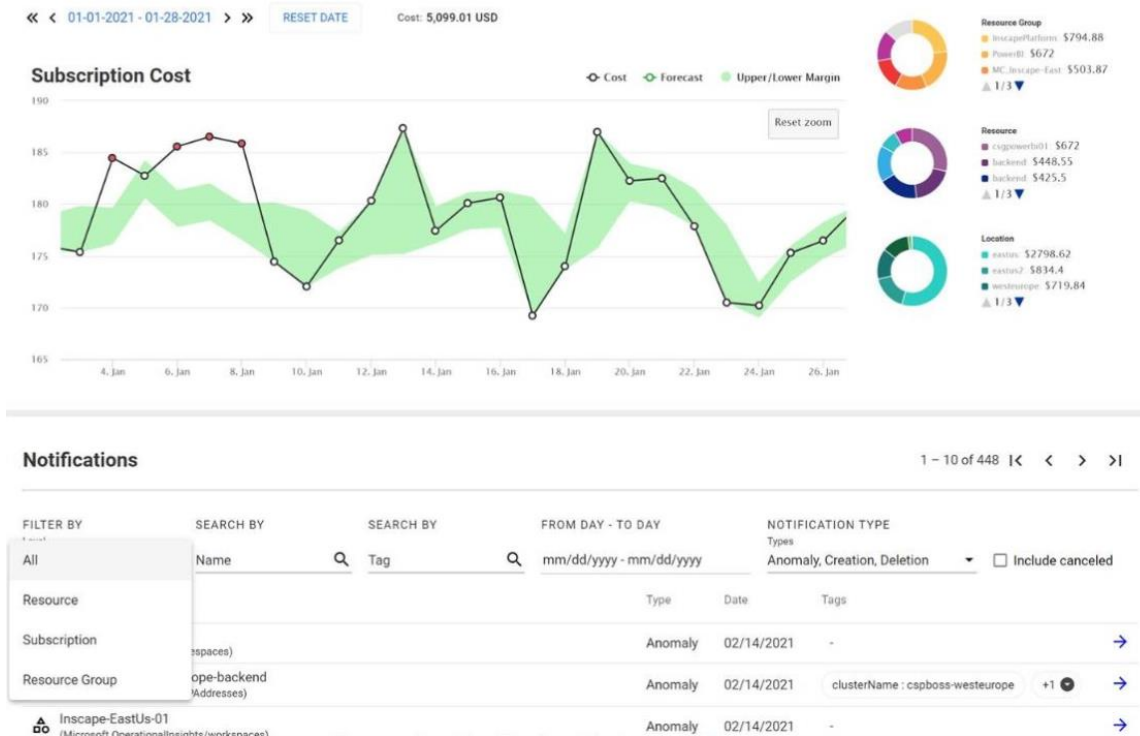 01-01-2021 - 01-28-2021
RESET DATE
Cost: 5,099.01 USD
Subscription Cost
Cost
Forecast
Upper/Lower Margin
Reset zoom
190
185
180
175
170
165
4. Jan
6. Jan
8. Jan
10. Jan
12. Jan
14. Jan
16. Jan
18. Jan
20. Jan
22. Jan
24. Jan
26. Jan
Resource Group
InscapePlatform $794.88
PowerBI $672
MC_Inscape-East $503.87
1/3
Resource
csgpowerbi01 $672
backend $448.55
backend $425.5
1/3
Location
eastus $2798.62
eastus2 $834.4
westeurope $719.84
1/3
Notifications
1 – 10 of 448
FILTER BY
SEARCH BY
SEARCH BY
FROM DAY - TO DAY
NOTIFICATION TYPE
Types
All
Name
Tag
mm/dd/yyyy - mm/dd/yyyy
Anomaly, Creation, Deletion
Include canceled
Resource
Subscription
Resource Group
Type
Date
Tags
espaces)
Anomaly
02/14/2021
-
ope-backend
Addresses)
Anomaly
02/14/2021
clusterName : cspboss-westeurope
+1
Inscape-EastUs-01
(Microsoft.OperationalInsights/workspaces)
Anomaly
02/14/2021
-